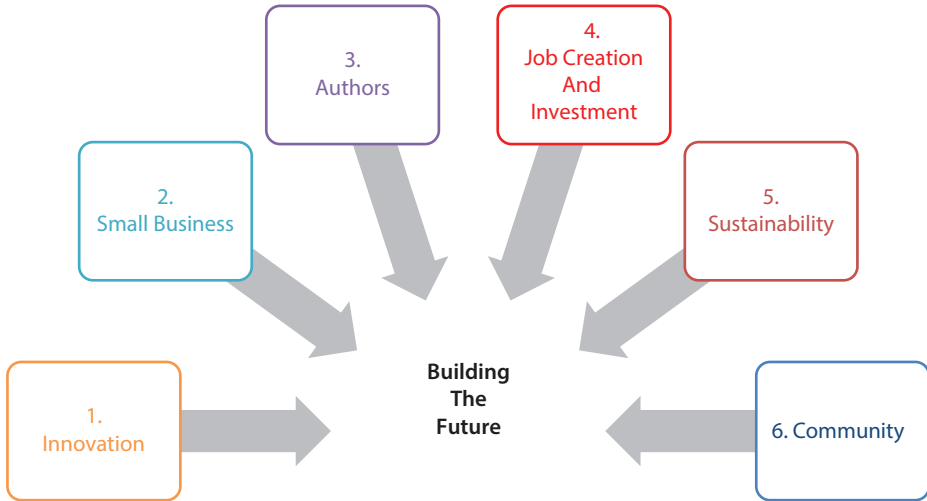 1.
Innovation
2.
Small Business
3.
Authors
4.
Job Creation
And
Investment
5.
Sustainability
6. Community
Building
The
Future